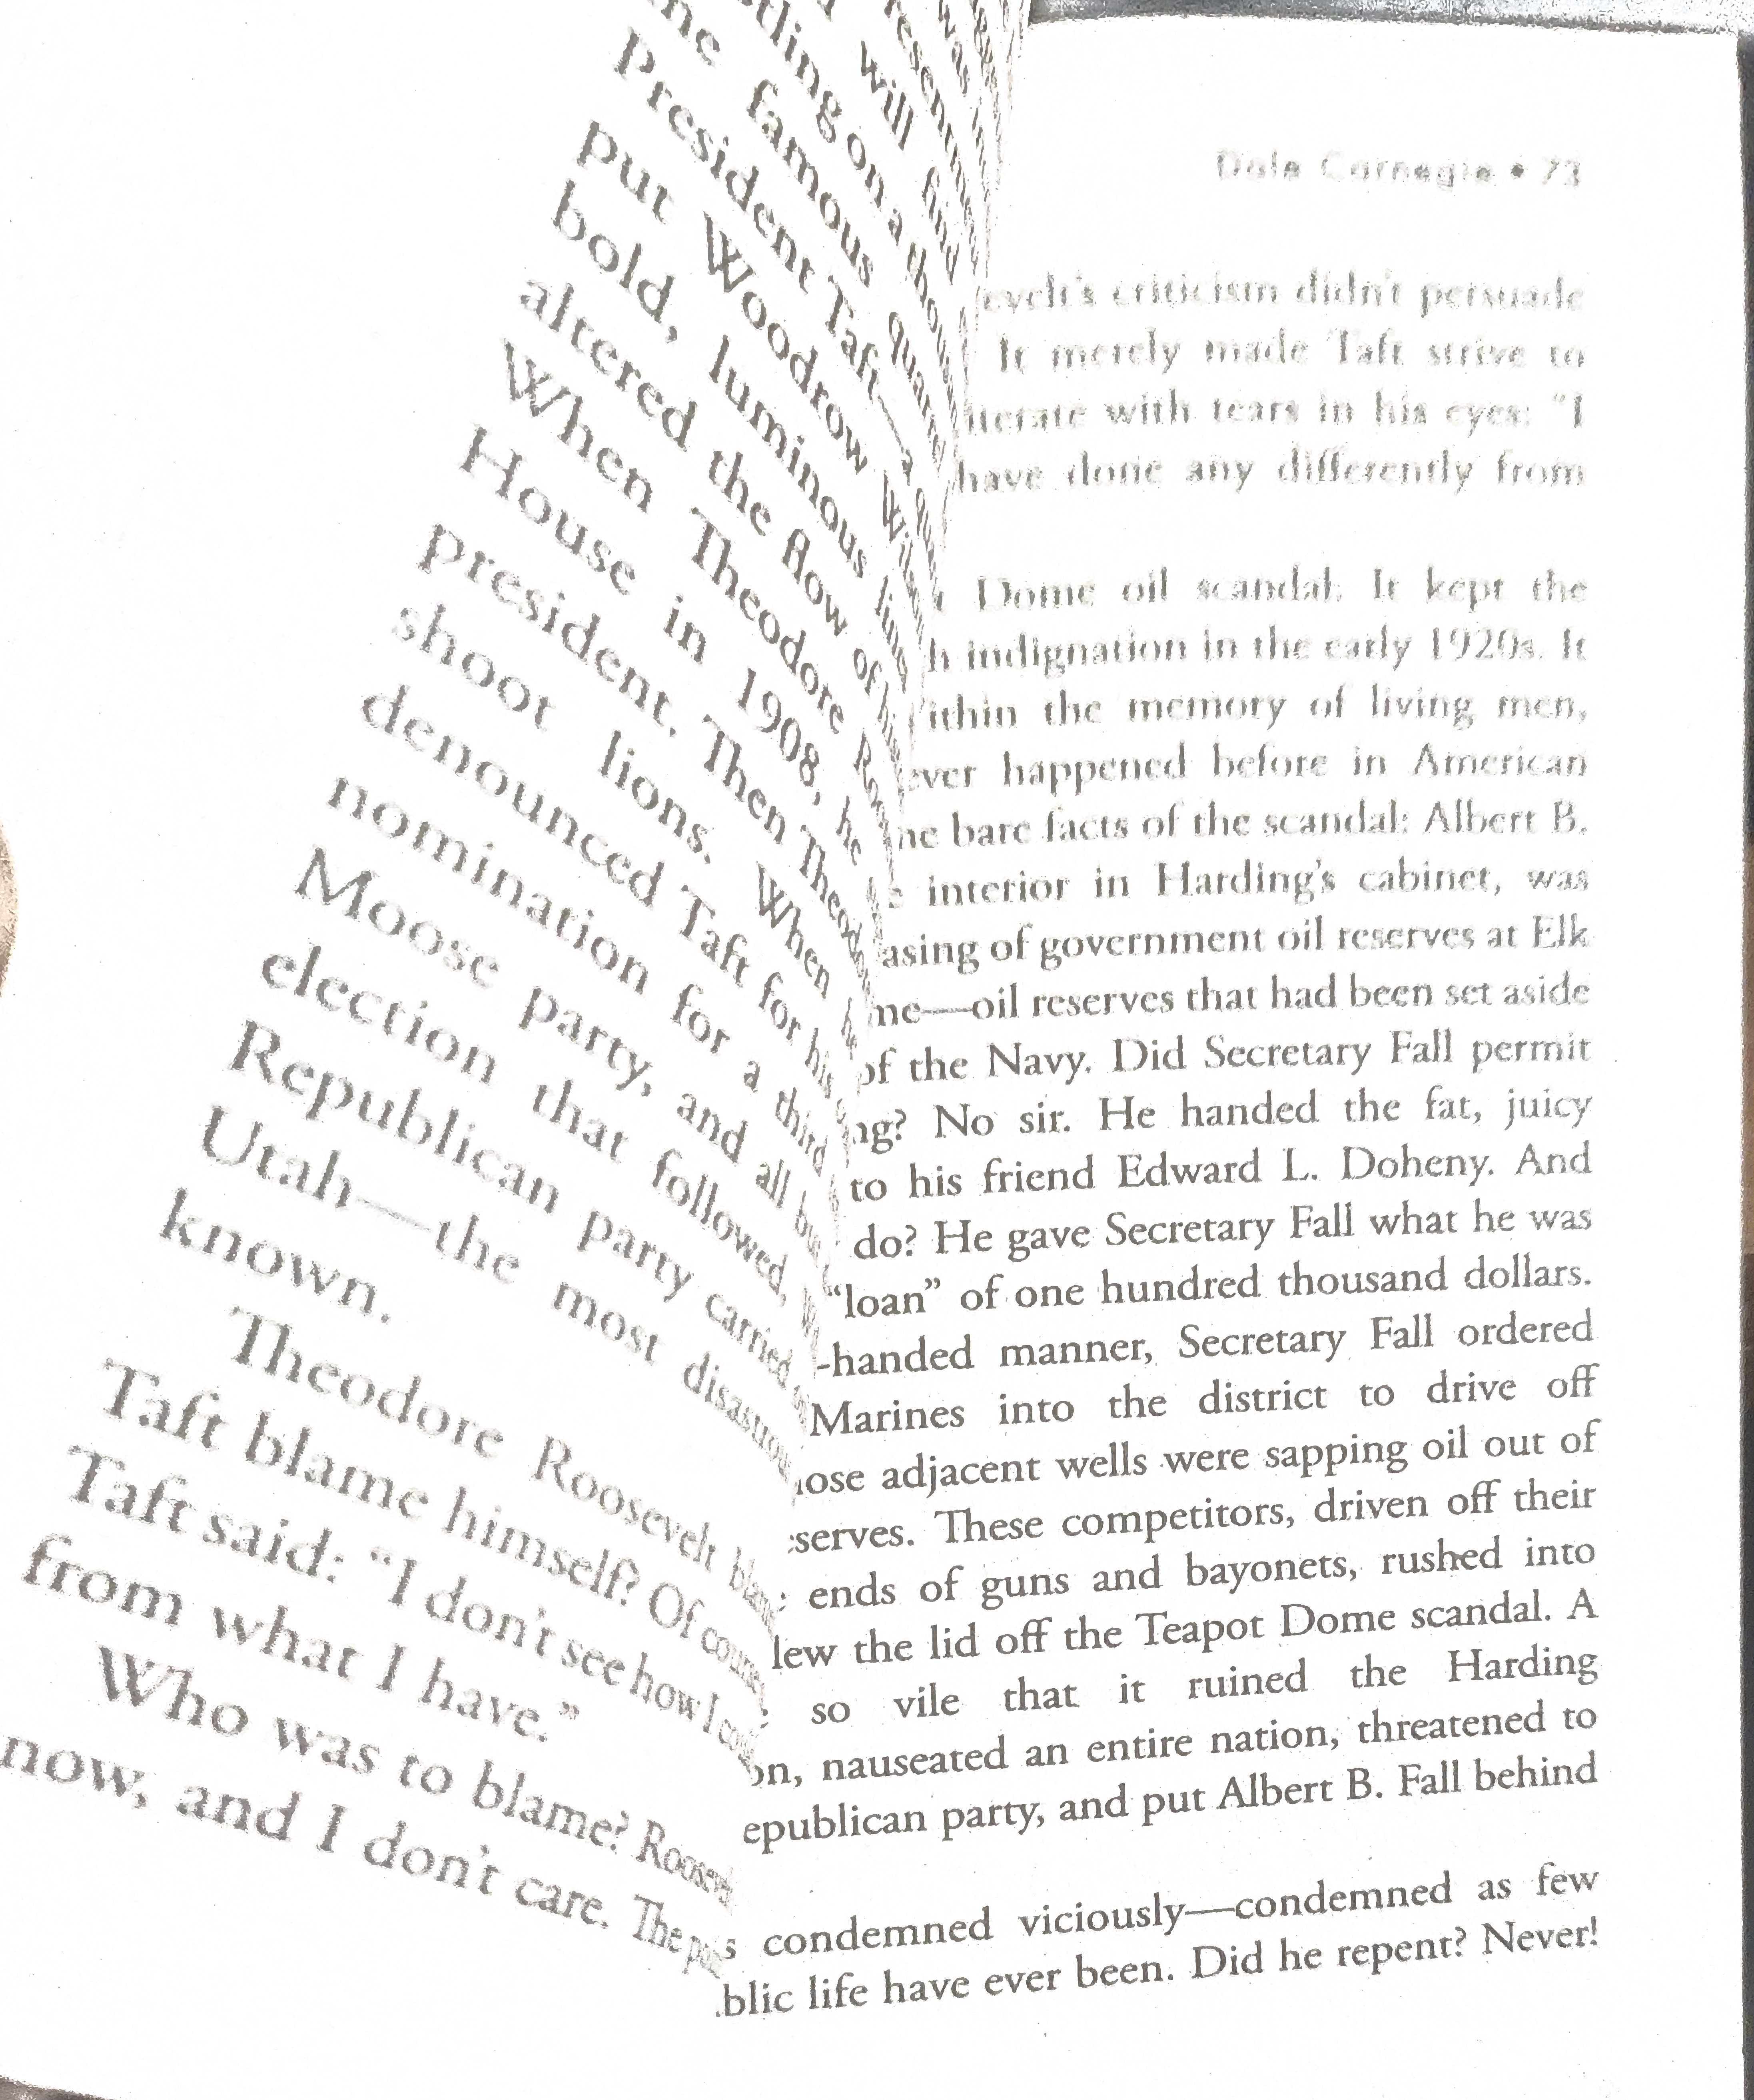 tling on a
will find
famous quarrel
President Taft—a
put Woodrow Wilson
bold, luminous lines
altered the flow of his
When Theodore
House in 1908, he
president. Then Theodore
shoot lions. When he
denounced Taft for his
nomination for a third
Moose party, and all but
election that followed,
Republican party carried
Utah—the most disastrous
known.
Theodore Roosevelt blamed
Taft blame himself? Of course
Taft said: “I don't see how I could
from what I have.”
Who was to blame? Roosevelt
now, and I don't care. The point
Dale Carnegie • 73
evelt's criticism didn't persuade
It merely made Taft strive to
iterate with tears in his eyes: “I
have done any differently from
Dome oil scandal. It kept the
h indignation in the early 1920s. It
ithin the memory of living men,
ever happened before in American
he bare facts of the scandal: Albert B.
interior in Harding's cabinet, was
asing of government oil reserves at Elk
me—oil reserves that had been set aside
of the Navy. Did Secretary Fall permit
ng? No sir. He handed the fat, juicy
to his friend Edward L. Doheny. And
do? He gave Secretary Fall what he was
“loan” of one hundred thousand dollars.
-handed manner, Secretary Fall ordered
Marines into the district to drive off
ose adjacent wells were sapping oil out of
serves. These competitors, driven off their
ends of guns and bayonets, rushed into
lew the lid off the Teapot Dome scandal. A
so vile that it ruined the Harding
on, nauseated an entire nation, threatened to
epublican party, and put Albert B. Fall behind
s condemned viciously—condemned as few
blic life have ever been. Did he repent? Never!